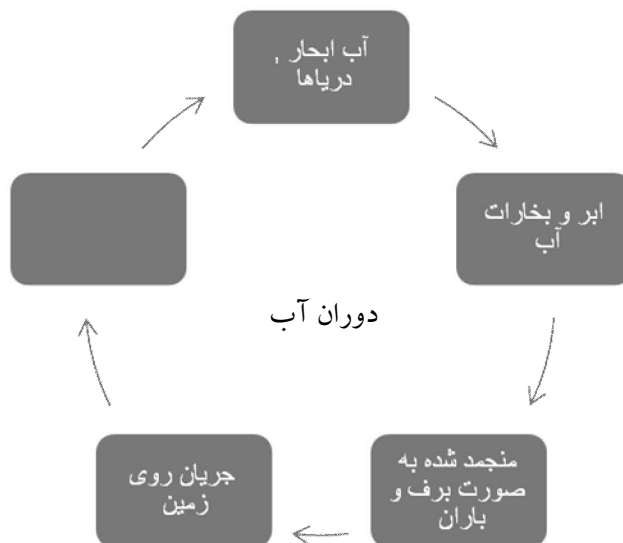 آب ابحار ,
دریاها
ابر و بخارات
آب
منجمد شده به
صورت برف و
باران
جریان روی
زمین
دوران آب